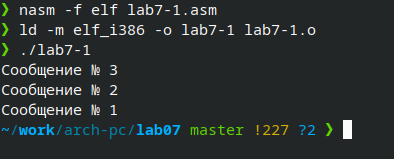 ❯ nasm -f elf lab7-1.asm
❯ ld -m elf_i386 -o lab7-1 lab7-1.o
❯ ./lab7-1
Сообщение № 3
Сообщение № 2
Сообщение № 1
~/work/arch-pc/lab07 master !227 ?2 ❯